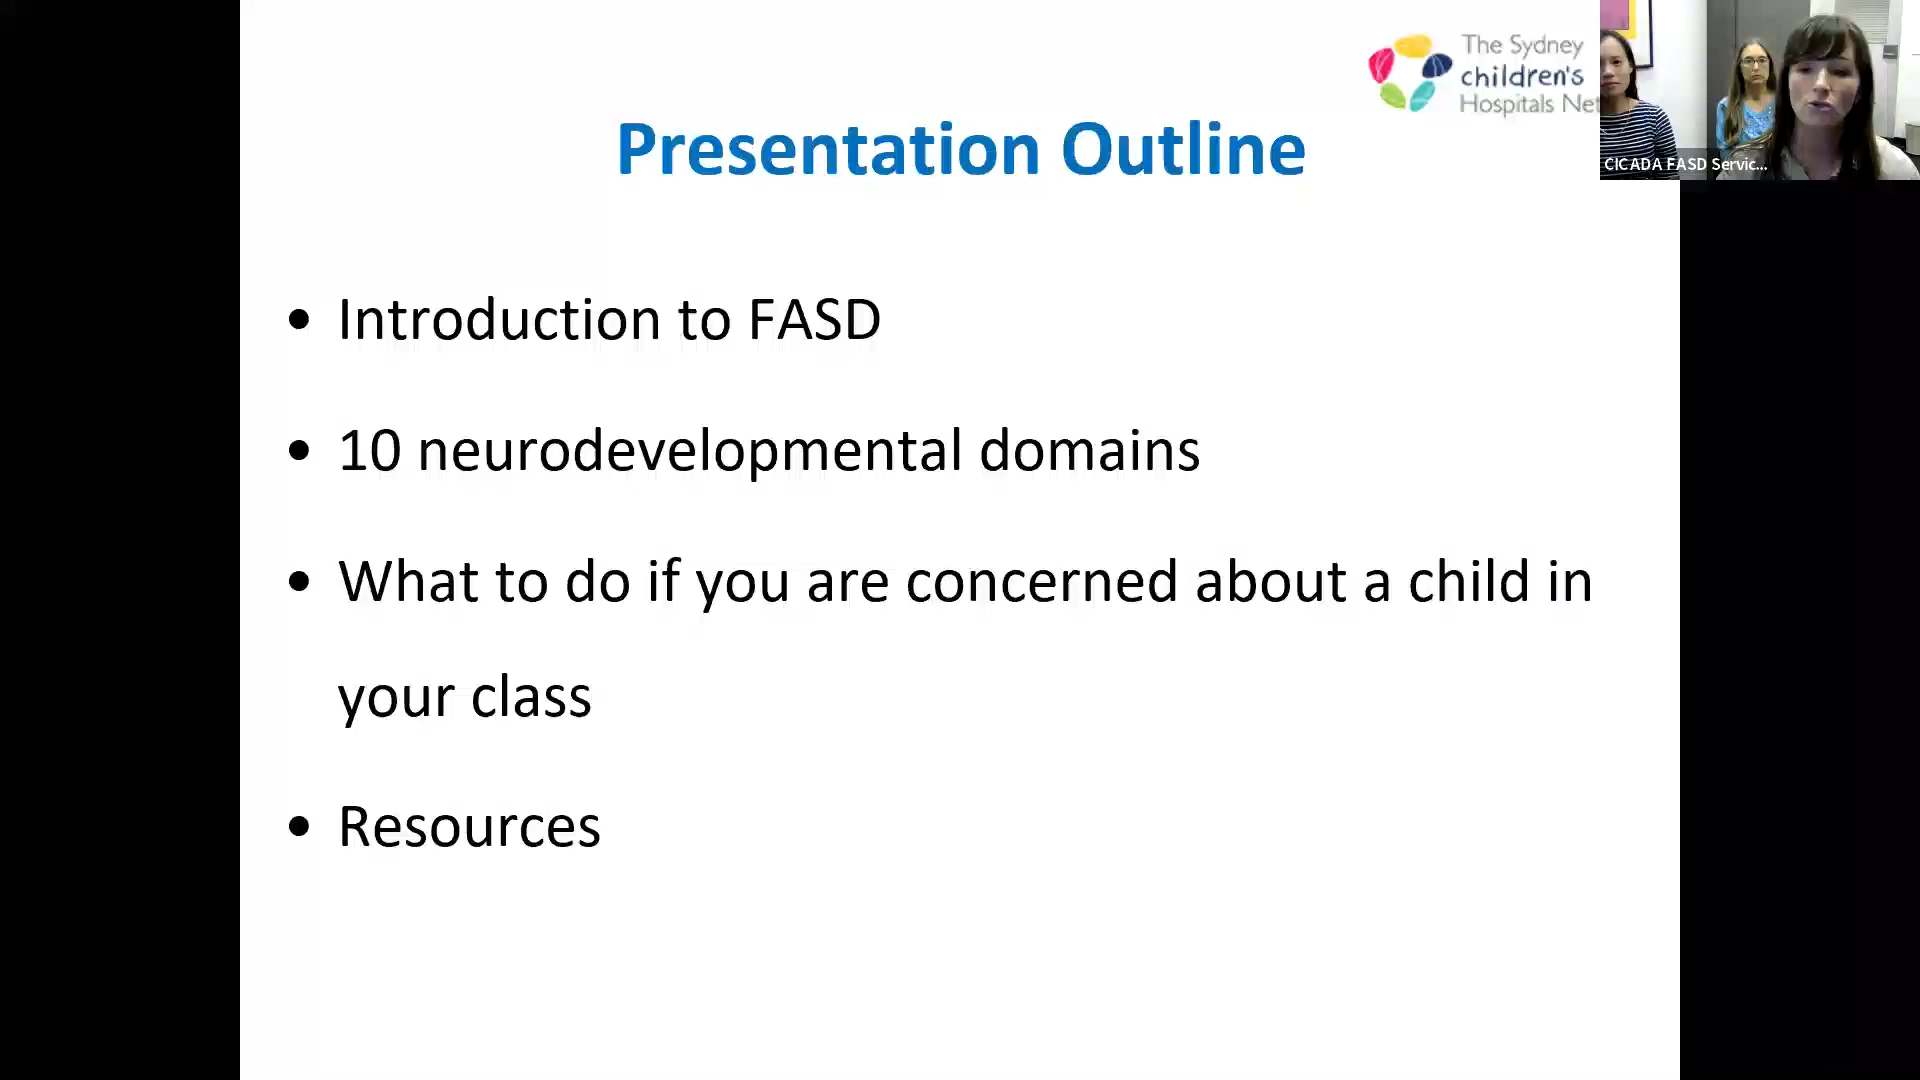 The Sydney
children's
Hospitals Net
Presentation Outline
CICADA FASD Servic...
• Introduction to FASD
• 10 neurodevelopmental domains
• What to do if you are concerned about a child in
your class
• Resources